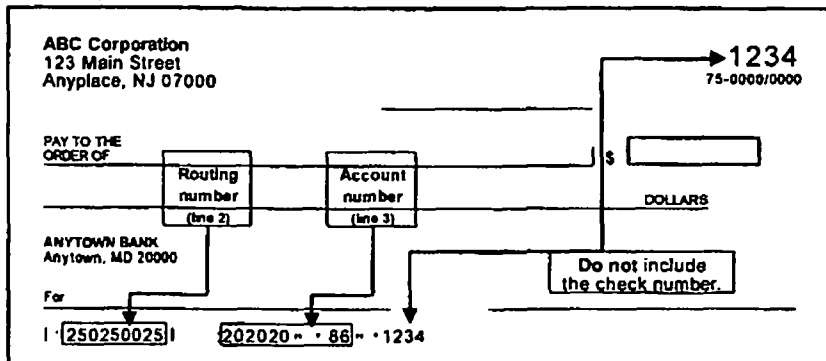 ABC Corporation
123 Main Street
Anyplace, NJ 07000
1234
75-0000/0000
PAY TO THE
ORDER OF
$
Routing
number
(line 2)
Account
number
(line 3)
DOLLARS
ANYTOWN BANK
Anytown, MD 20000
Do not include
the check number.
For
250250025 202020 " ' 86 " ' 1234